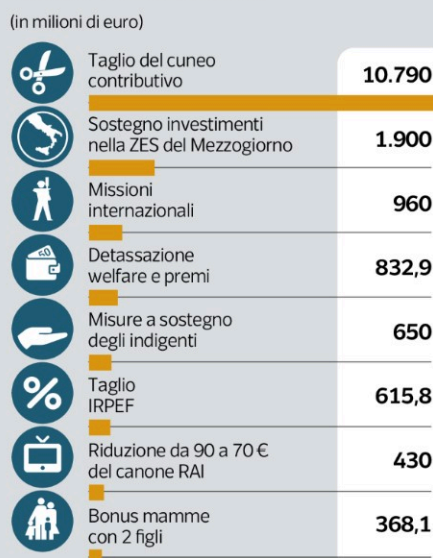 (in milioni di euro)
Taglio del cuneo
contributivo
10.790
Sostegno investimenti
nella ZES del Mezzogiorno
1.900
Missioni
internazionali
960
Detassazione
welfare e premi
832,9
Misure a sostegno
degli indigenti
650
%
Taglio
IRPEF
615,8
Riduzione da 90 a 70 €
del canone RAI
430
Bonus mamme
con 2 figli
368,1